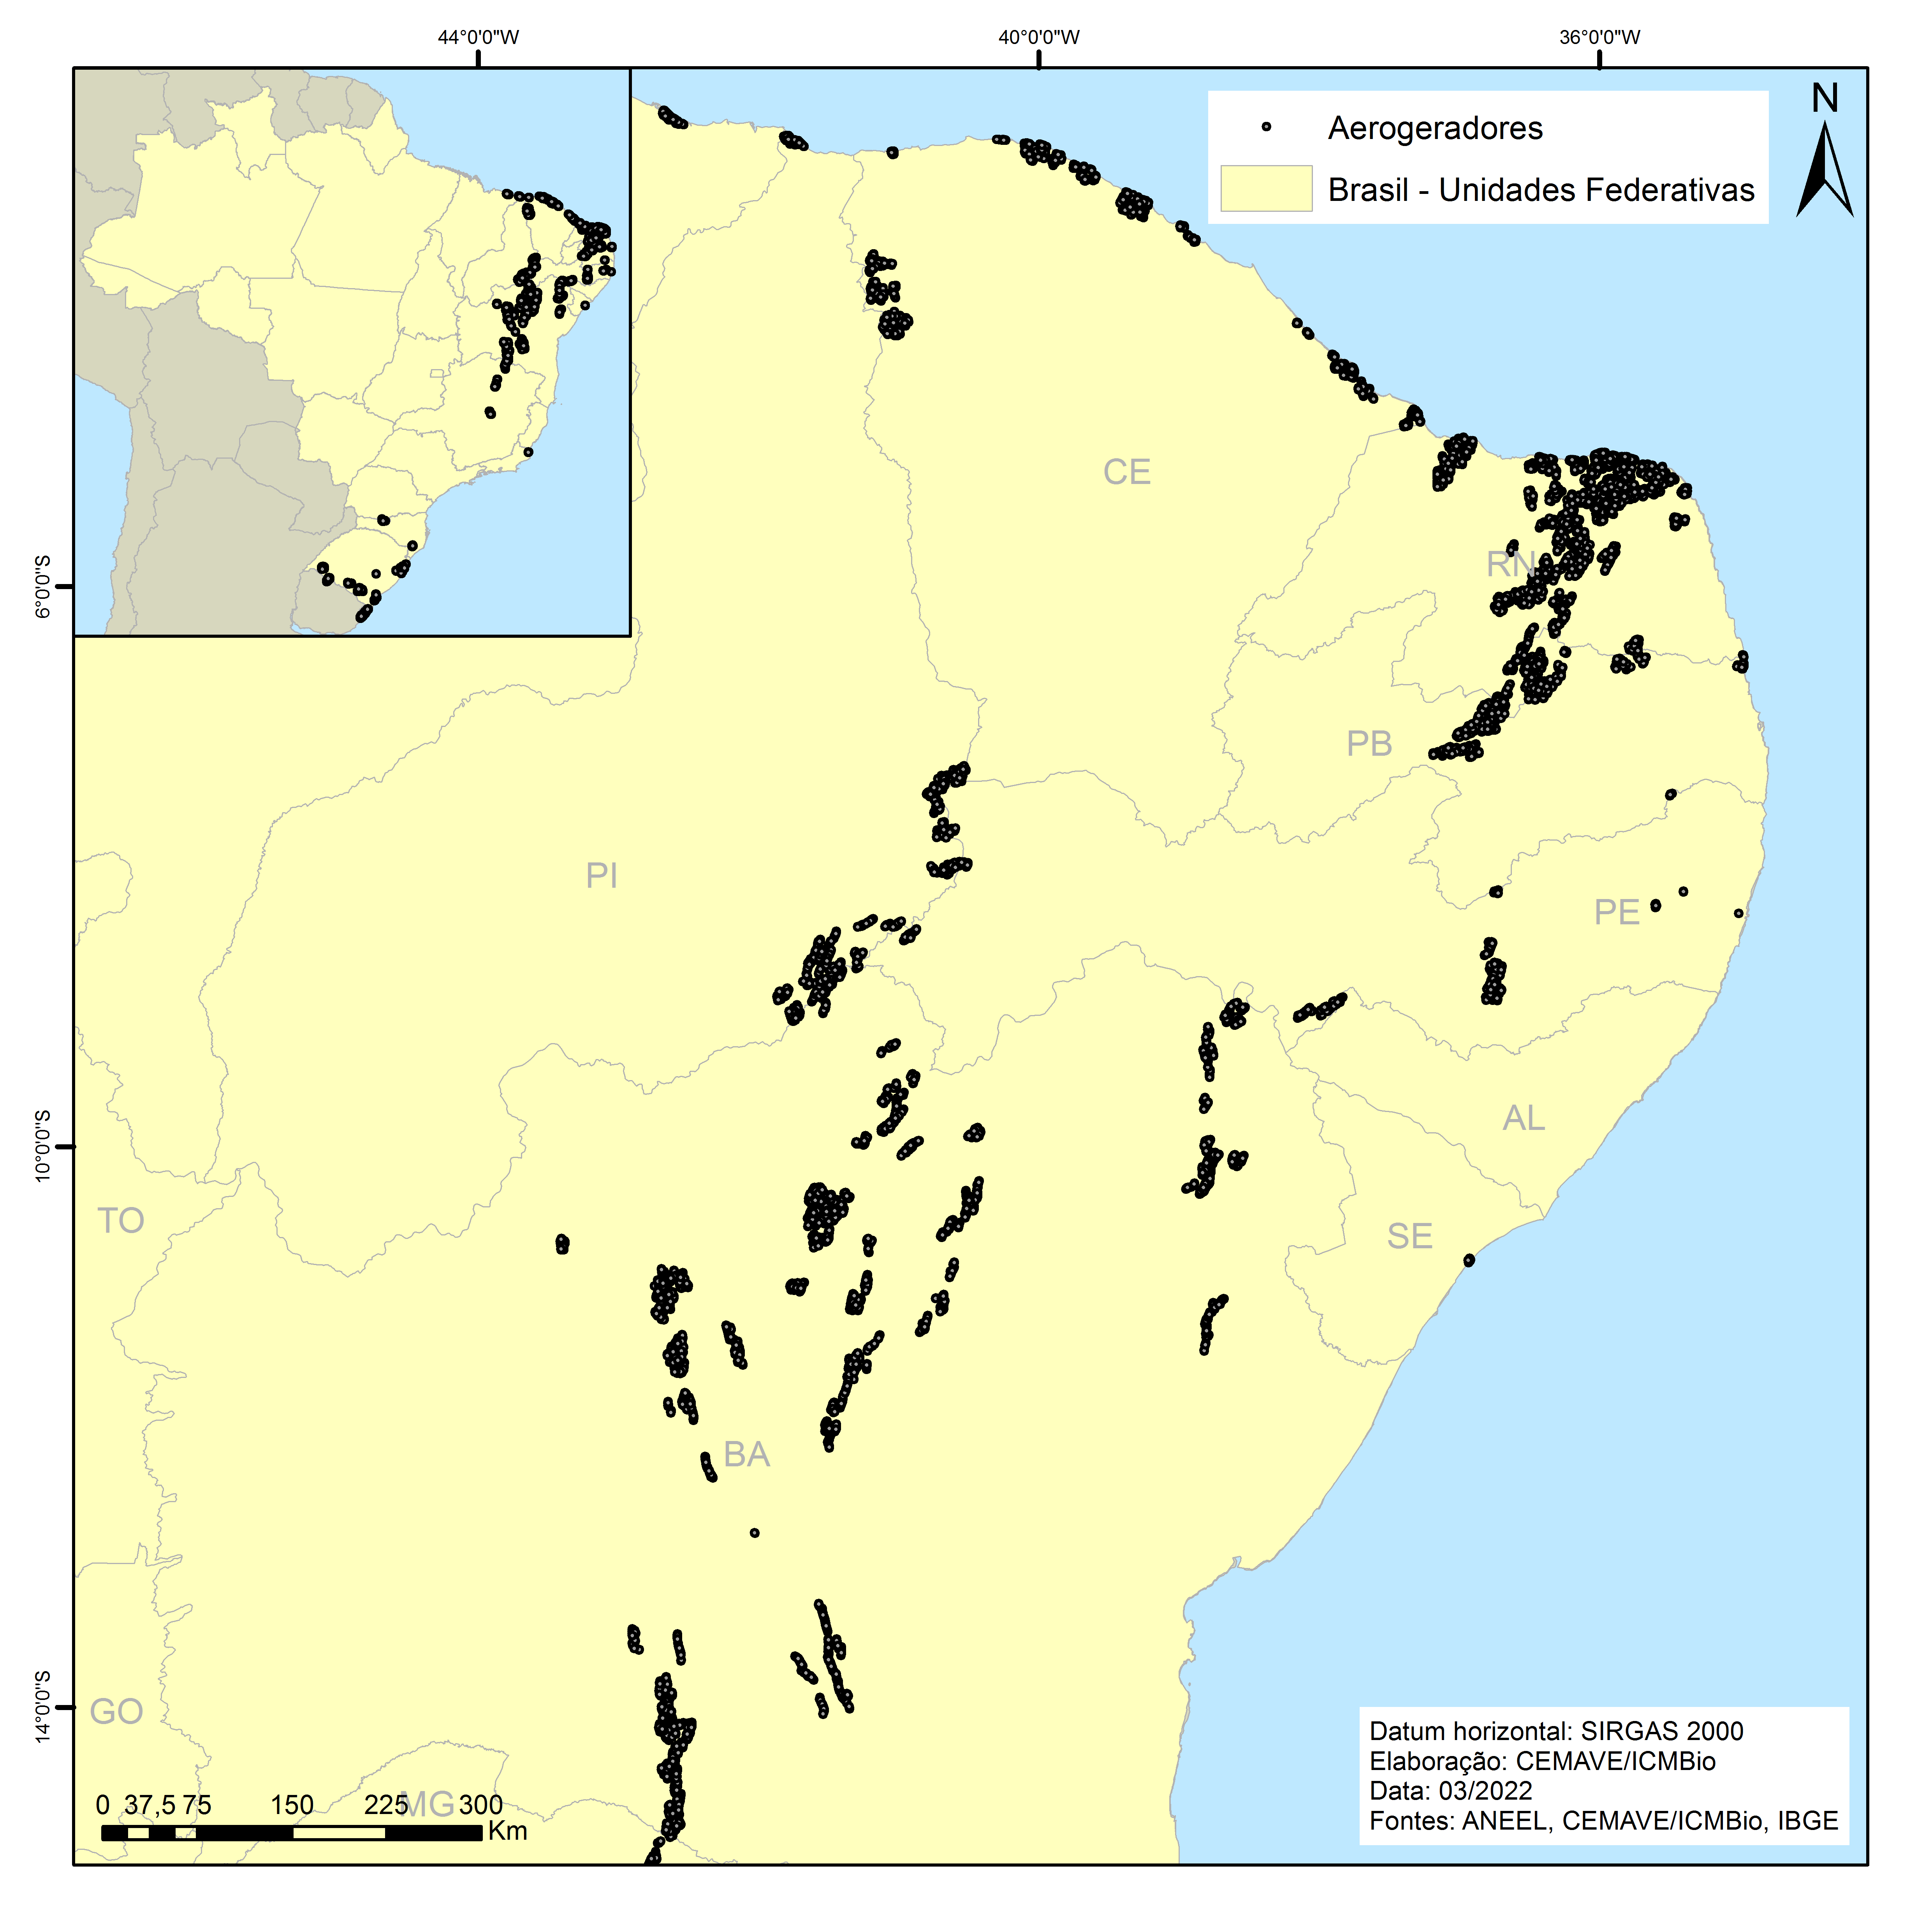 44°0'0"W 40°0'0"W 36°0'0"W
N
Aerogeradores
Brasil - Unidades Federativas
CE
RN
6°0'0"S
PB
PI
PE
AL
10°0'0"S
TO
SE
BA
14°0'0"S
GO
MG
0 37,5 75 150 225 300
Km
Datum horizontal: SIRGAS 2000
Elaboração: CEMAVE/ICMBio
Data: 03/2022
Fontes: ANEEL, CEMAVE/ICMBio, IBGE